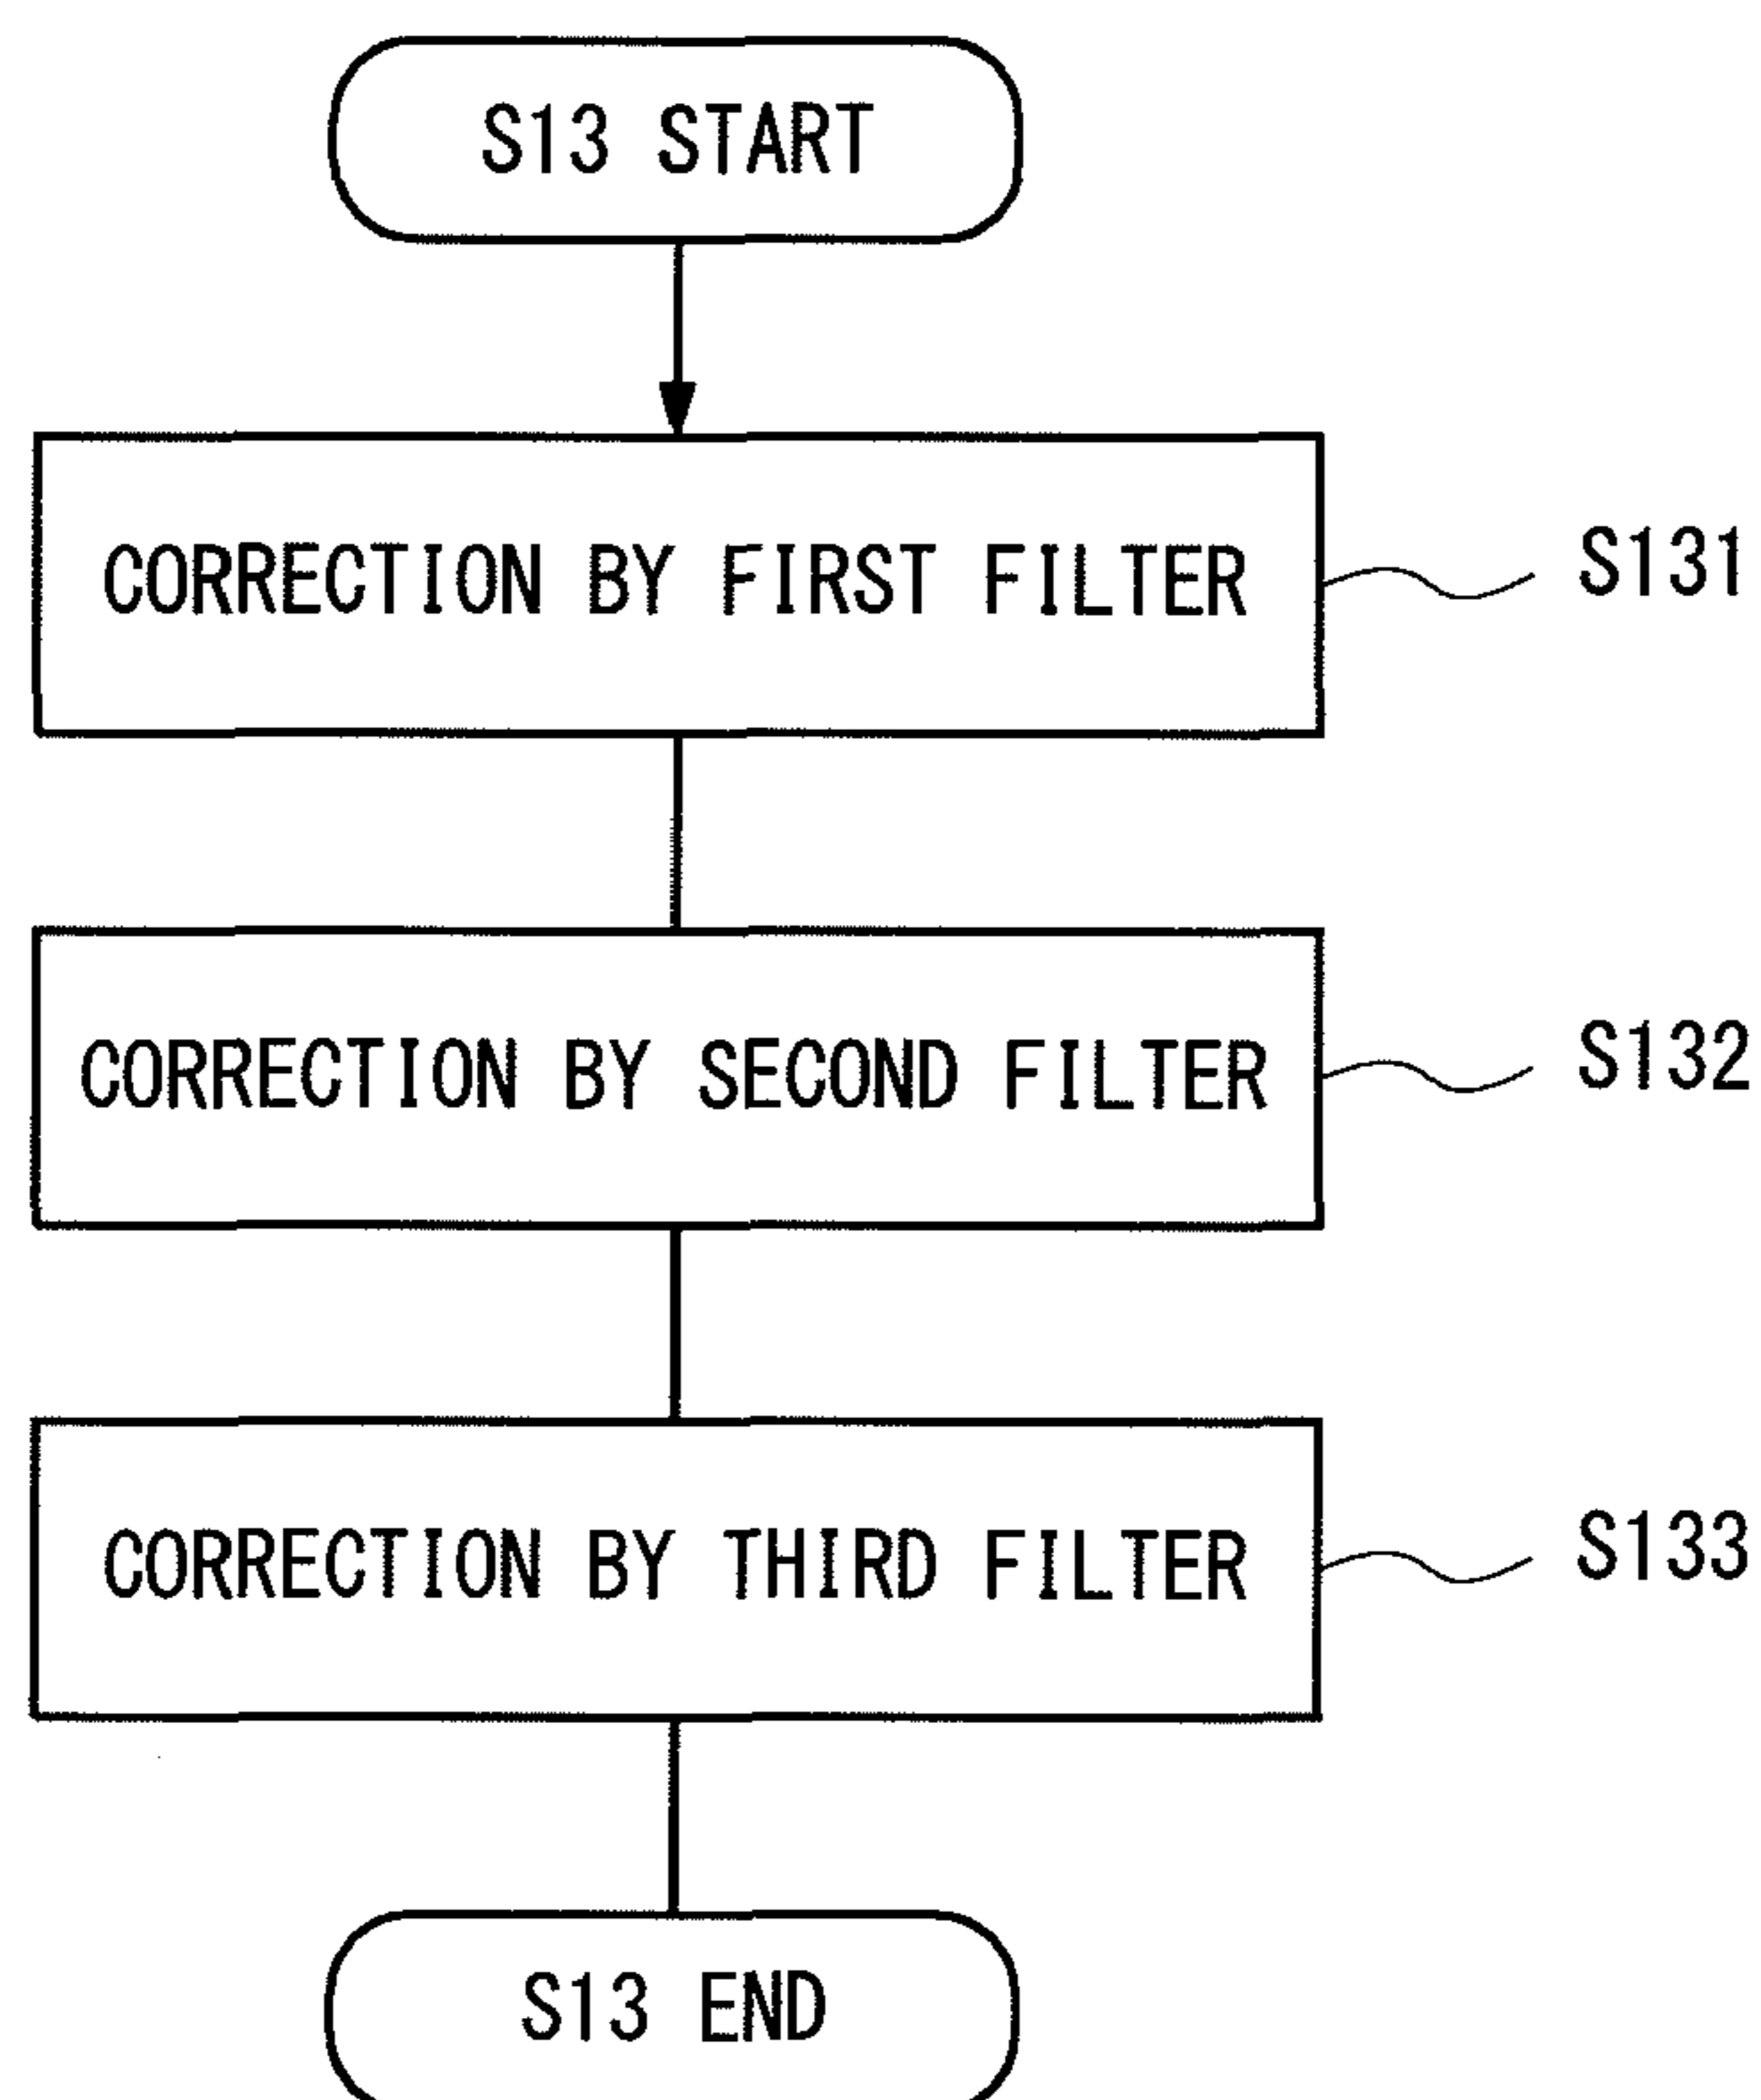 S13 START
CORRECTION BY FIRST FILTER
S131
CORRECTION BY SECOND FILTER
S132
CORRECTION BY THIRD FILTER
S133
S13 END